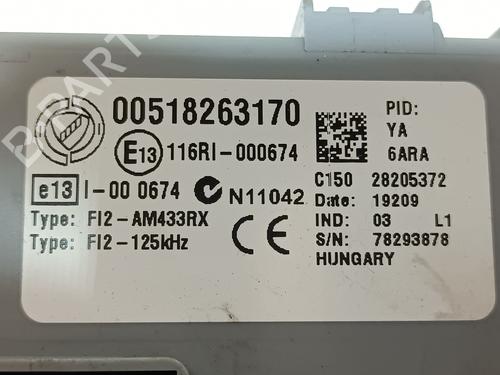 00518263170
E13 116RI-000674
e13 I-00 0674 N11042
Type: FI2-AM433RX
Type: FI2-125kHz
CE
PID:
YA
6ARA
C150 28205372
Date: 19209
IND: 03 L1
S/N: 78293878
HUNGARY
B-PARTS